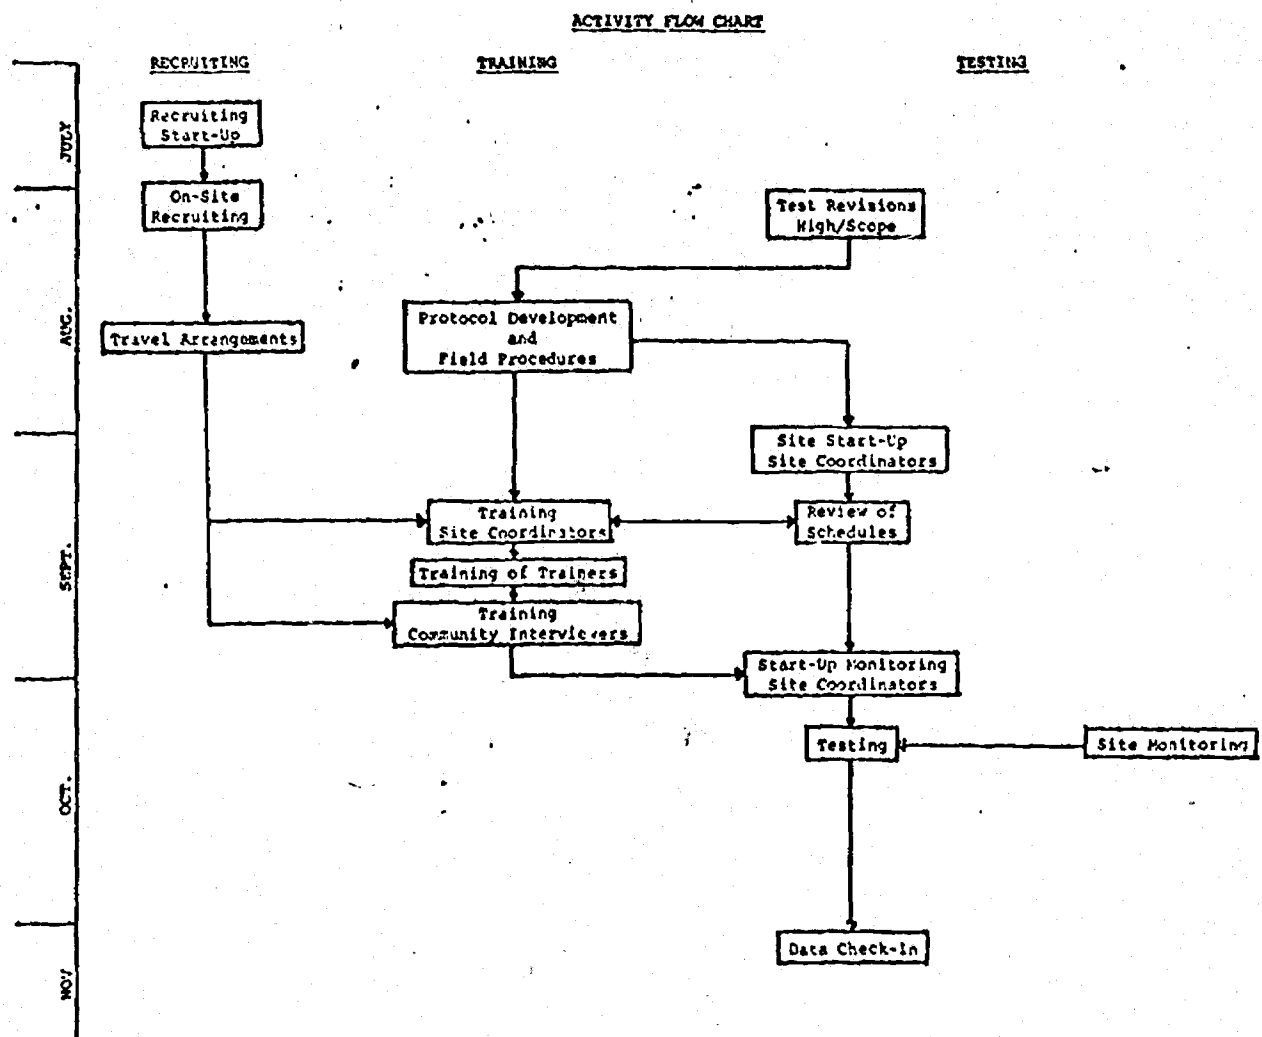 ACTIVITY FLOW CHART
RECRUITING
TRAINING
TESTING
JULY
Recruiting
Start-Up
On-Site
Recruiting
Test Revisions
High/Scope
AUG.
Travel Arrangements
Protocol Development
and
Field Procedures
Site Start-Up
Site Coordinators
SEPT.
Training
Site Coordinators
Review of
Schedules
Training of Trainers
Training
Community Interviewers
Start-Up Monitoring
Site Coordinators
OCT.
Testing
Site Monitoring
NOV
Data Check-In